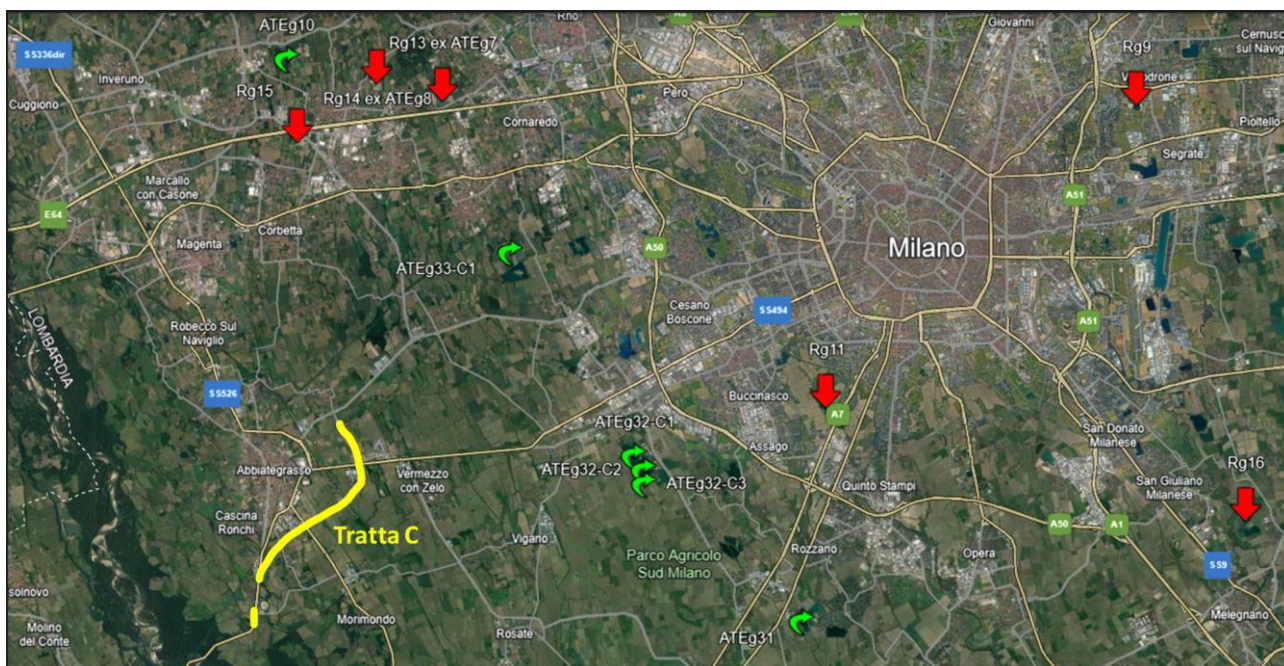 Rho
Giovanni
ATEg10
Rg13 ex ATEg7
Rg9
Cernusc
sul Navigl
SS336dir
Inveruno
Cuggiono
Rg15
Rg14 ex ATEg8
Pero
Cornaredo
Pioltello
Segrate
Marcallo
con Casone
E64
A51
Magenta
Corbetta
ATEg33-C1
A50
Milano
Cesano
Boscone
SS494
A51
LOMBARDIA
Robecco Sul
Naviglio
SS526
Rg11
Buccinasco
A7
ATEg32-C1
Assago
San Donato
Milanese
Abbiategrasso
Vermezzo
con Zelo
ATEg32-C2
ATEg32-C3
Quinto Stampi
Rg16
San Giuliano
Milanese
Cascina
Ronchi
Tratta C
Vigano
A50
A1
Parco Agricolo
Sud Milano
Rozzano
Opera
SS9
solnovo
Molino
del Conte
Morimondo
Rosate
ATEg31
Melegnano